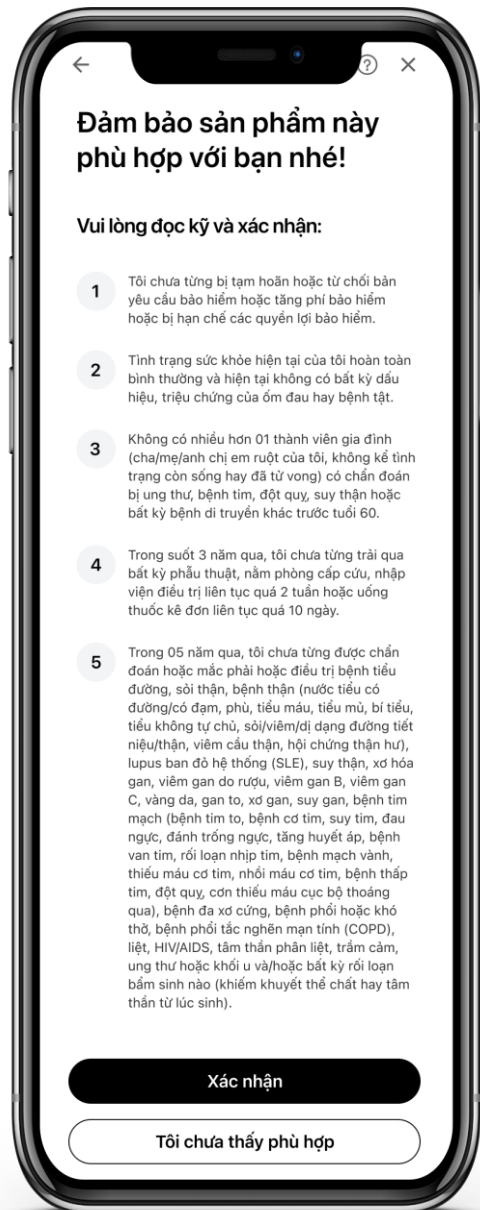 Đảm bảo sản phẩm này
phù hợp với bạn nhé!
Vui lòng đọc kỹ và xác nhận:
1
Tôi chưa từng bị tạm hoãn hoặc từ chối bản
yêu cầu bảo hiểm hoặc tăng phí bảo hiểm
hoặc bị hạn chế các quyền lợi bảo hiểm.
2
Tình trạng sức khỏe hiện tại của tôi hoàn toàn
bình thường và hiện tại không có bất kỳ dấu
hiệu, triệu chứng của ốm đau hay bệnh tật.
3
Không có nhiều hơn 01 thành viên gia đình
(cha/mẹ/anh chị em ruột của tôi, không kể tình
trạng còn sống hay đã tử vong) có chẩn đoán
bị ung thư, bệnh tim, đột quỵ, suy thận hoặc
bất kỳ bệnh di truyền khác trước tuổi 60.
4
Trong suốt 3 năm qua, tôi chưa từng trải qua
bất kỳ phẫu thuật, nằm phòng cấp cứu, nhập
viện điều trị liên tục quá 2 tuần hoặc uống
thuốc kê đơn liên tục quá 10 ngày.
5
Trong 05 năm qua, tôi chưa từng được chẩn
đoán hoặc mắc phải hoặc điều trị bệnh tiểu
đường, sỏi thận, bệnh thận (nước tiểu có
đường/có đạm, phù, tiểu máu, tiểu mủ, bí tiểu,
tiểu không tự chủ, sỏi/viêm/dị dạng đường tiết
niệu/thận, viêm cầu thận, hội chứng thận hư),
lupus ban đỏ hệ thống (SLE), suy thận, xơ hóa
gan, viêm gan do rượu, viêm gan B, viêm gan
C, vàng da, gan to, xơ gan, suy gan, bệnh tim
mạch (bệnh tim to, bệnh cơ tim, suy tim, đau
ngực, đánh trống ngực, tăng huyết áp, bệnh
van tim, rối loạn nhịp tim, bệnh mạch vành,
thiếu máu cơ tim, nhồi máu cơ tim, bệnh thấp
tim, đột quỵ, cơn thiếu máu cục bộ thoáng
qua), bệnh đa xơ cứng, bệnh phổi hoặc khó
thở, bệnh phổi tắc nghẽn mạn tính (COPD),
liệt, HIV/AIDS, tâm thần phân liệt, trầm cảm,
ung thư hoặc khối u và/hoặc bất kỳ rối loạn
bẩm sinh nào (khiếm khuyết thể chất hay tâm
thần từ lúc sinh).
Xác nhận
Tôi chưa thấy phù hợp